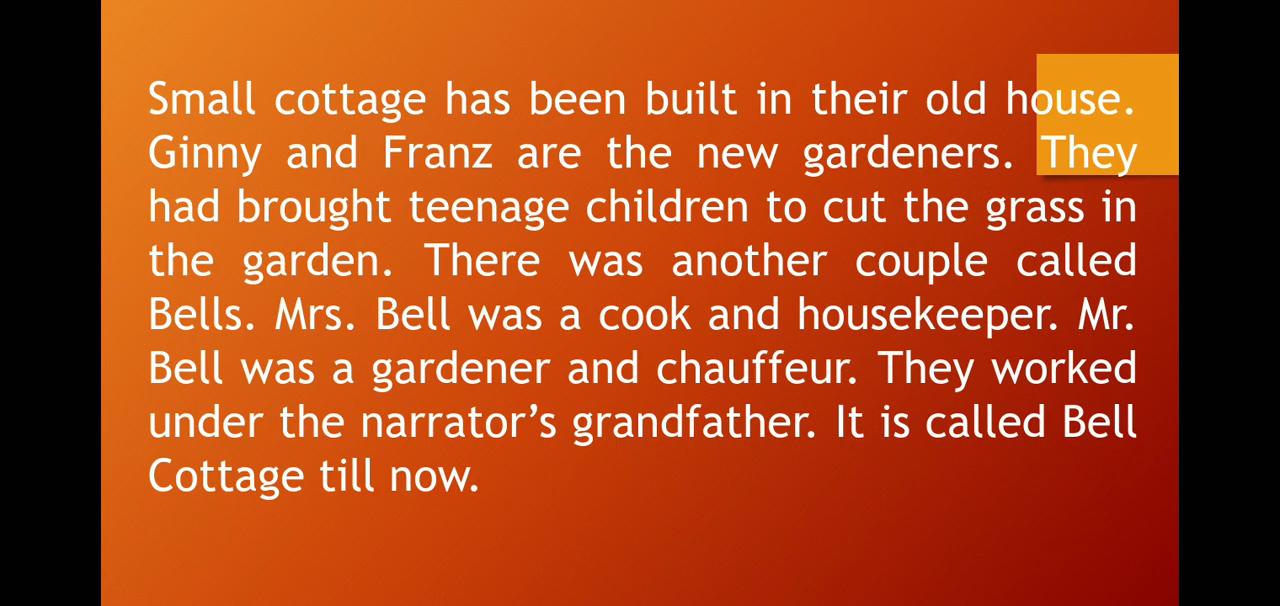 Small cottage has been built in their old house.
Ginny and Franz are the new gardeners. They
had brought teenage children to cut the grass in
the garden. There was another couple called
Bells. Mrs. Bell was a cook and housekeeper. Mr.
Bell was a gardener and chauffeur. They worked
under the narrator’s grandfather. It is called Bell
Cottage till now.